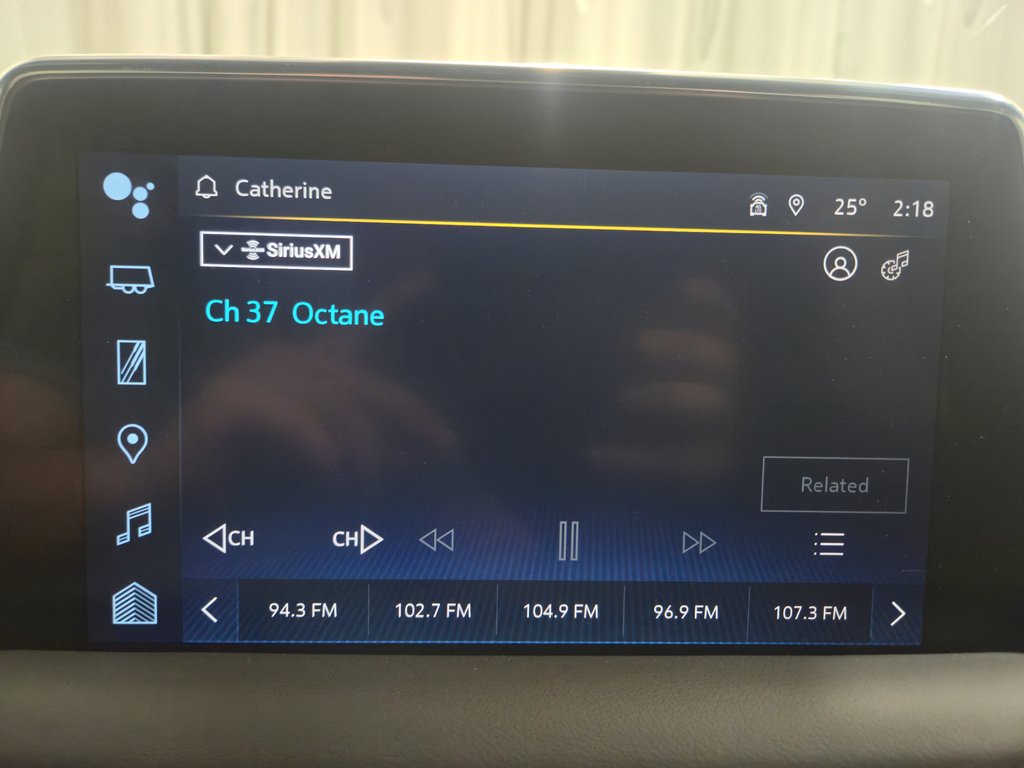 Catherine 25° 2:18
SiriusXM
Ch 37 Octane
Related
CH CH
94.3 FM 102.7 FM 104.9 FM 96.9 FM 107.3 FM